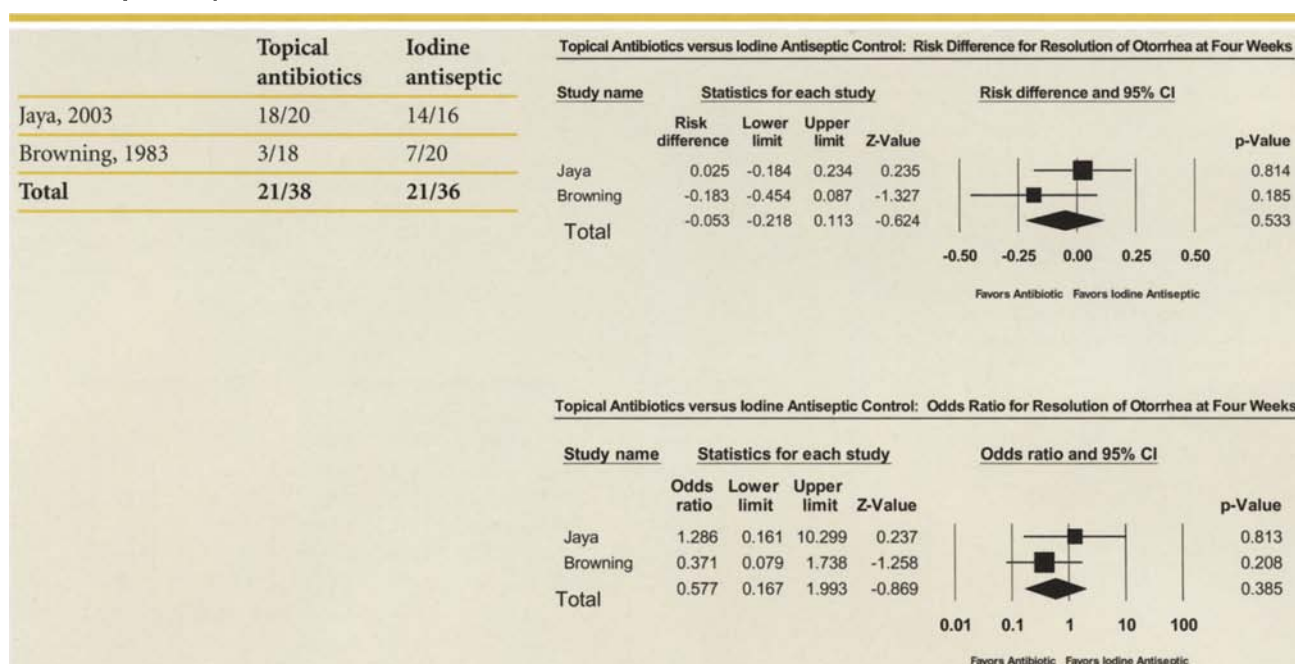 Topical antibiotics Iodine antiseptic
Jaya, 2003 18/20 14/16
Browning, 1983 3/18 7/20
Total 21/38 21/36
Topical Antibiotics versus Iodine Antiseptic Control: Risk Difference for Resolution of Otorrhea at Four Weeks
Study name Statistics for each study Risk difference and 95% CI
Risk difference Lower limit Upper limit Z-Value p-Value
Jaya 0.025 -0.184 0.234 0.235 0.814
Browning -0.183 -0.454 0.087 -1.327 0.185
Total -0.053 -0.218 0.113 -0.624 0.533
-0.50 -0.25 0.00 0.25 0.50
Favors Antibiotic Favors Iodine Antiseptic
Topical Antibiotics versus Iodine Antiseptic Control: Odds Ratio for Resolution of Otorrhea at Four Weeks
Study name Statistics for each study Odds ratio and 95% CI
Odds ratio Lower limit Upper limit Z-Value p-Value
Jaya 1.286 0.161 10.299 0.237 0.813
Browning 0.371 0.079 1.738 -1.258 0.208
Total 0.577 0.167 1.993 -0.869 0.385
0.01 0.1 1 10 100
Favors Antibiotic Favors Iodine Antiseptic